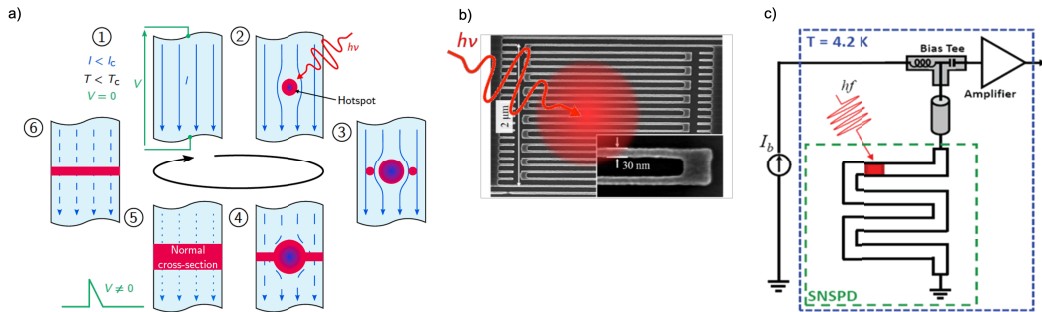 a)
①
I < Ic
T < Tc
V = 0
V
I
②
hν
Hotspot
③
④
⑤
Normal
cross-section
V ≠ 0
⑥
b)
hν
2 μm
30 nm
c)
T = 4.2 K
Bias Tee
Amplifier
hf
Ib
SNSPD